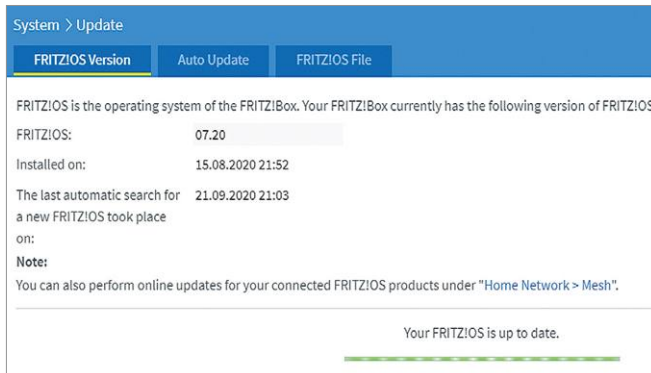 System > Update
FRITZ!OS Version Auto Update FRITZ!OS File
FRITZ!OS is the operating system of the FRITZ!Box. Your FRITZ!Box currently has the following version of FRITZ!OS
FRITZ!OS: 07.20
Installed on: 15.08.2020 21:52
The last automatic search for 21.09.2020 21:03
a new FRITZ!OS took place
on:
Note:
You can also perform online updates for your connected FRITZ!OS products under "Home Network > Mesh".
Your FRITZ!OS is up to date.